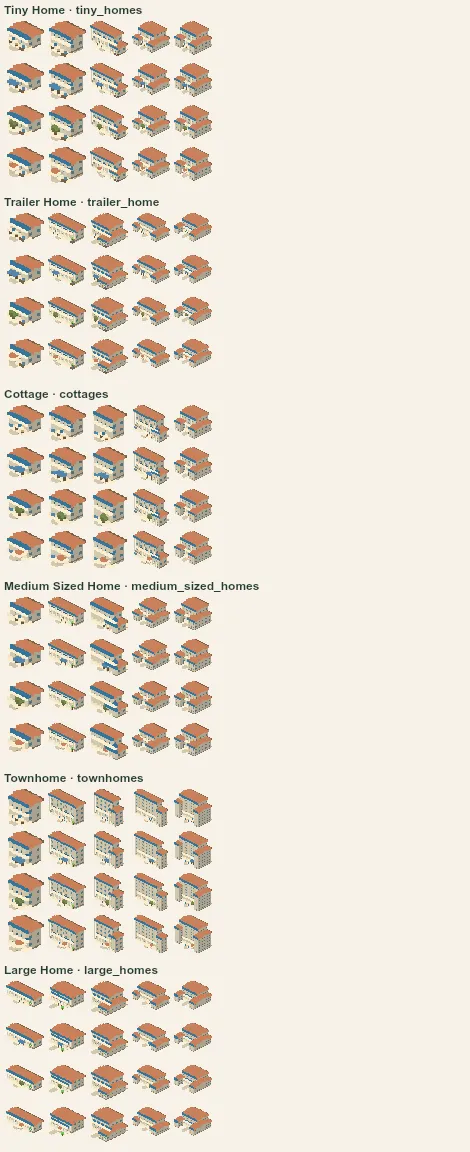 Tiny Home · tiny_homes
Trailer Home · trailer_home
Cottage · cottages
Medium Sized Home · medium_sized_homes
Townhome · townhomes
Large Home · large_homes